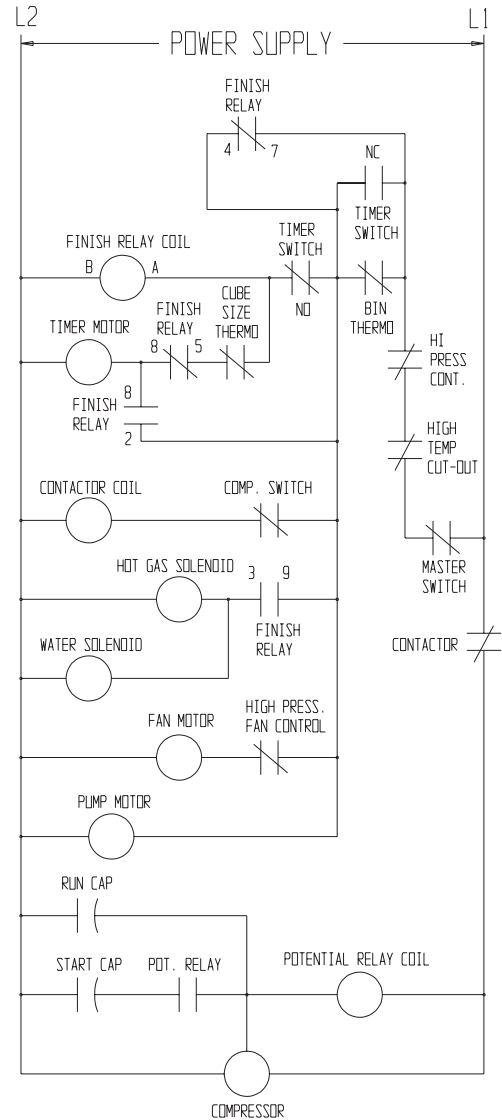 L2
L1
POWER SUPPLY
FINISH
RELAY
4
7
NC
TIMER
SWITCH
TIMER
SWITCH
FINISH RELAY COIL
B
A
NO
BIN
THERMO
CUBE
SIZE
THERMO
FINISH
RELAY
8
5
TIMER MOTOR
HI
PRESS
CONT.
8
FINISH
RELAY
2
HIGH
TEMP
CUT-OUT
CONTACTOR COIL
COMP. SWITCH
MASTER
SWITCH
HOT GAS SOLENOID
3
9
FINISH
RELAY
WATER SOLENOID
CONTACTOR
FAN MOTOR
HIGH PRESS.
FAN CONTROL
PUMP MOTOR
RUN CAP
START CAP
POT. RELAY
POTENTIAL RELAY COIL
COMPRESSOR